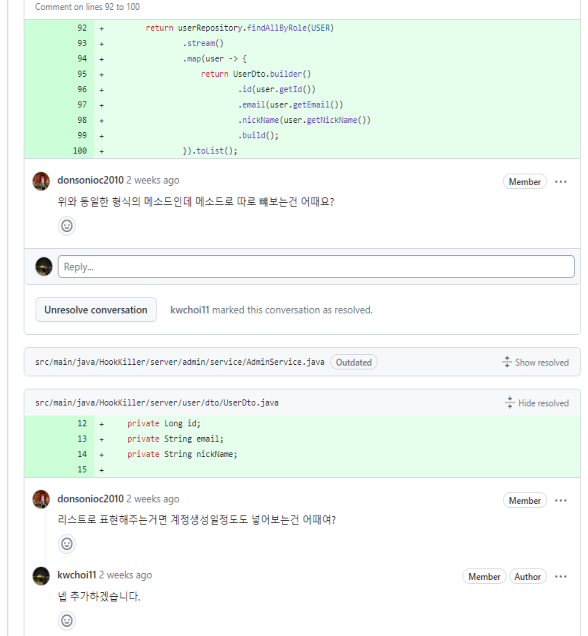 Comment on lines 92 to 100
92 + return userRepository.findAllByRole(USER)
93 + .stream()
94 + .map(user -> {
95 + return UserDto.builder()
96 + .id(user.getId())
97 + .email(user.getEmail())
98 + .nickName(user.getNickName())
99 + .build();
100 + }).toList();
donsonioc2010 2 weeks ago Member ...
위와 동일한 형식의 메소드인데 메소드로 따로 빼보는건 어때요?
Reply...
Unresolve conversation kwchoi11 marked this conversation as resolved.
src/main/java/HookKiller/server/admin/service/AdminService.java Outdated Show resolved
src/main/java/HookKiller/server/user/dto/UserDto.java Hide resolved
12 + private Long id;
13 + private String email;
14 + private String nickName;
15 +
donsonioc2010 2 weeks ago Member ...
리스트로 표현해주는거면 계정생성일정도도 넣어보는건 어때여?
kwchoi11 2 weeks ago Member Author ...
넵 추가하겠습니다.